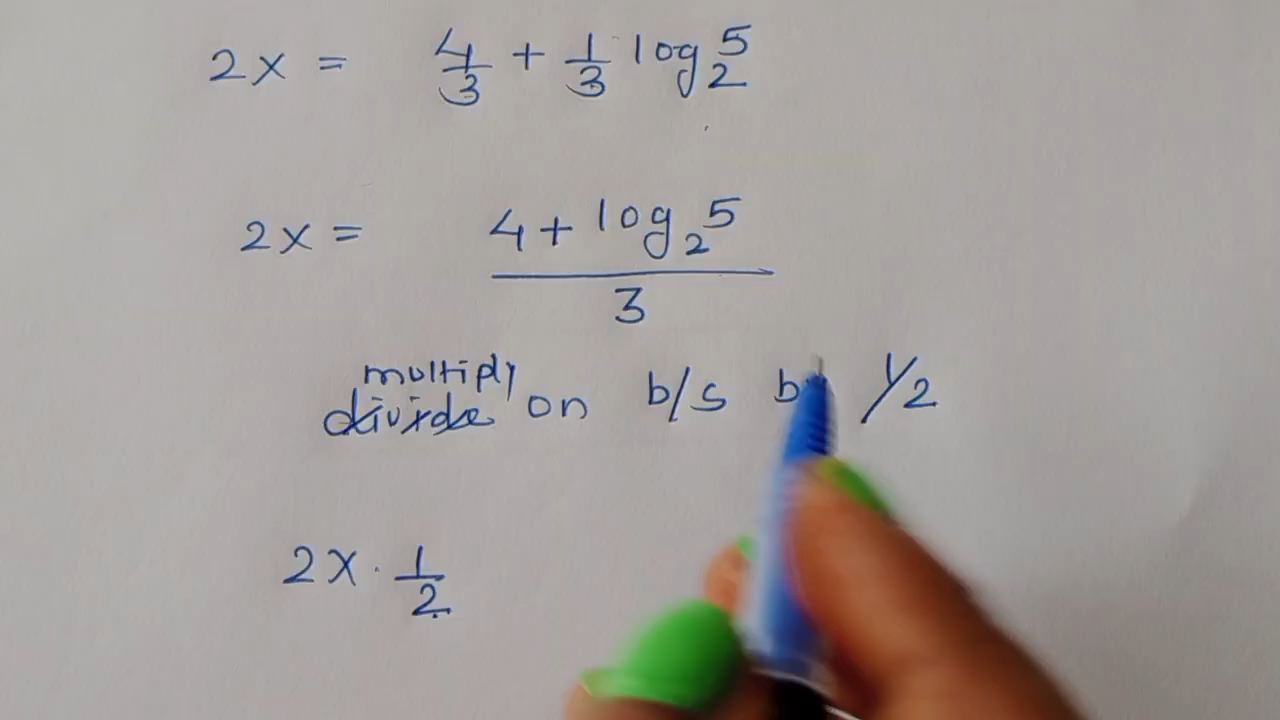 2x = 4/3 + 1/3 log₂5
2x = (4 + log₂5)/3
multiply
divide on b/s 1/2
2x · 1/2